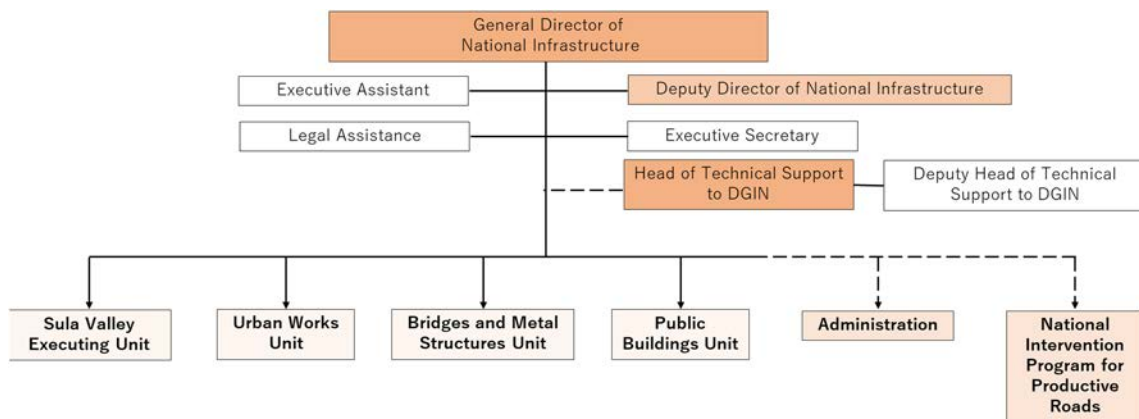 General Director of
National Infrastructure
Executive Assistant
Deputy Director of National Infrastructure
Legal Assistance
Executive Secretary
Head of Technical Support
to DGIN
Deputy Head of Technical
Support to DGIN
Sula Valley
Executing Unit
Urban Works
Unit
Bridges and Metal
Structures Unit
Public
Buildings Unit
Administration
National
Intervention
Program for
Productive
Roads